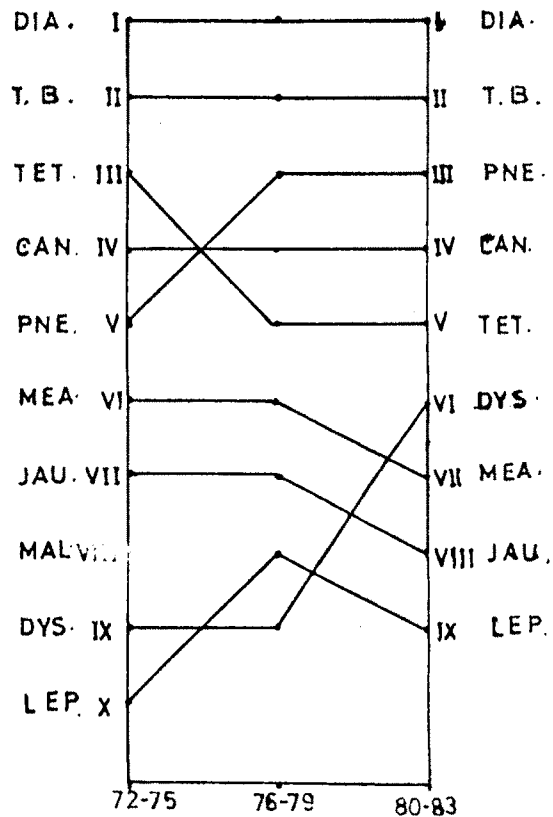 DIA. I I DIA.
T.B. II II T.B.
TET. III III PNE.
CAN. IV IV CAN.
PNE. V V TET.
MEA. VI VI DYS.
JAU. VII VII MEA.
MAL VIII VIII JAU.
DYS. IX IX LEP.
LEP. X
72-75 76-79 80-83